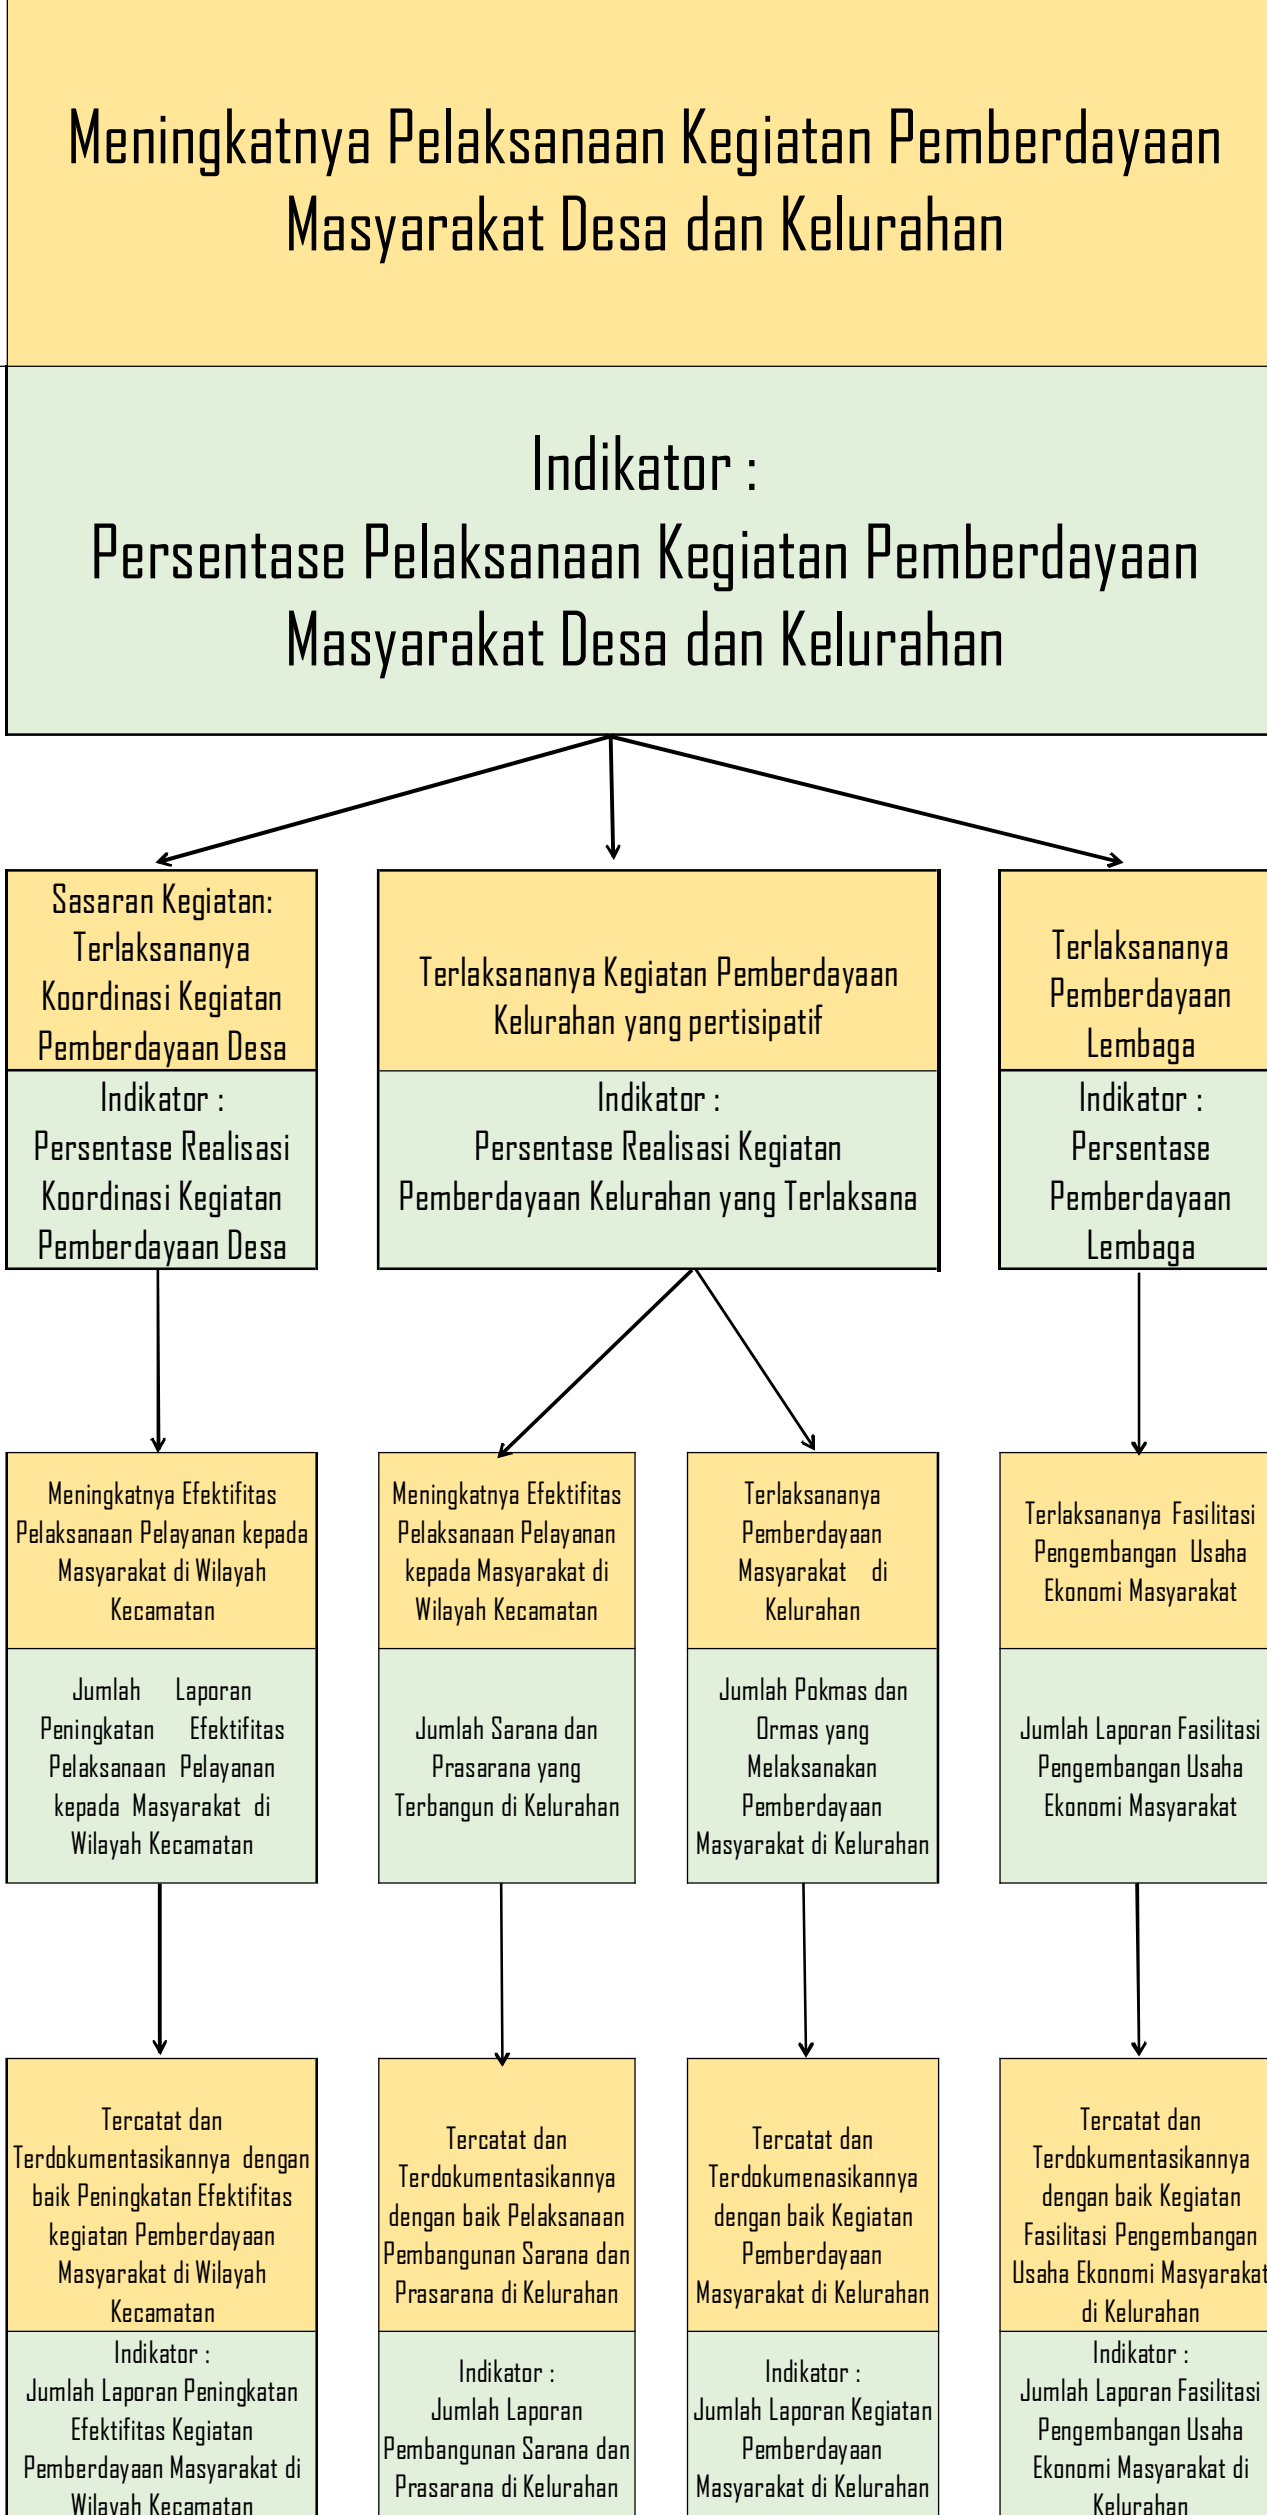 Meningkatnya Pelaksanaan Kegiatan Pemberdayaan
Masyarakat Desa dan Kelurahan
Indikator :
Persentase Pelaksanaan Kegiatan Pemberdayaan
Masyarakat Desa dan Kelurahan
Sasaran Kegiatan:
Terlaksananya
Koordinasi Kegiatan
Pemberdayaan Desa
Indikator :
Persentase Realisasi
Koordinasi Kegiatan
Pemberdayaan Desa
Terlaksananya Kegiatan Pemberdayaan
Kelurahan yang pertisipatif
Indikator :
Persentase Realisasi Kegiatan
Pemberdayaan Kelurahan yang Terlaksana
Terlaksananya
Pemberdayaan
Lembaga
Indikator :
Persentase
Pemberdayaan
Lembaga
Meningkatnya Efektifitas
Pelaksanaan Pelayanan kepada
Masyarakat di Wilayah
Kecamatan
Jumlah Laporan
Peningkatan Efektifitas
Pelaksanaan Pelayanan
kepada Masyarakat di
Wilayah Kecamatan
Meningkatnya Efektifitas
Pelaksanaan Pelayanan
kepada Masyarakat di
Wilayah Kecamatan
Jumlah Sarana dan
Prasarana yang
Terbangun di Kelurahan
Terlaksananya
Pemberdayaan
Masyarakat di
Kelurahan
Jumlah Pokmas dan
Ormas yang
Melaksanakan
Pemberdayaan
Masyarakat di Kelurahan
Terlaksananya Fasilitasi
Pengembangan Usaha
Ekonomi Masyarakat
Jumlah Laporan Fasilitasi
Pengembangan Usaha
Ekonomi Masyarakat
Tercatat dan
Terdokumentasikannya dengan
baik Peningkatan Efektifitas
kegiatan Pemberdayaan
Masyarakat di Wilayah
Kecamatan
Indikator :
Jumlah Laporan Peningkatan
Efektifitas Kegiatan
Pemberdayaan Masyarakat di
Wilayah Kecamatan
Tercatat dan
Terdokumentasikannya
dengan baik Pelaksanaan
Pembangunan Sarana dan
Prasarana di Kelurahan
Indikator :
Jumlah Laporan
Pembangunan Sarana dan
Prasarana di Kelurahan
Tercatat dan
Terdokumenasikannya
dengan baik Kegiatan
Pemberdayaan
Masyarakat di Kelurahan
Indikator :
Jumlah Laporan Kegiatan
Pemberdayaan
Masyarakat di Kelurahan
Tercatat dan
Terdokumentasikannya
dengan baik Kegiatan
Fasilitasi Pengembangan
Usaha Ekonomi Masyarakat
di Kelurahan
Indikator :
Jumlah Laporan Fasilitasi
Pengembangan Usaha
Ekonomi Masyarakat di
Kelurahan